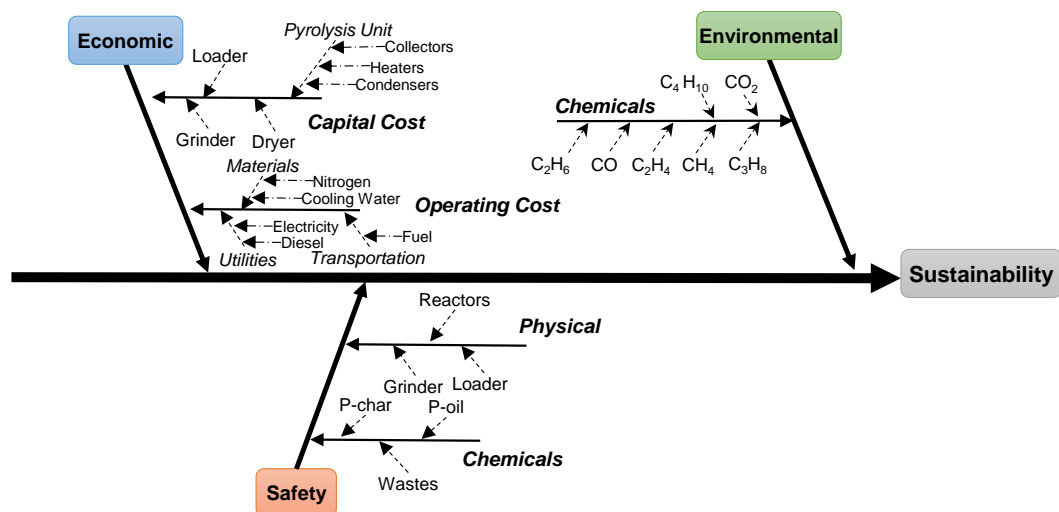 Economic
Pyrolysis Unit
Collectors
Loader
Heaters
Condensers
Capital Cost
Grinder
Dryer
Materials
Nitrogen
Cooling Water
Operating Cost
Electricity
Fuel
Diesel
Utilities
Transportation
Environmental
C₄H₁₀
CO₂
Chemicals
C₂H₆
CO
C₂H₄
CH₄
C₃H₈
Sustainability
Reactors
Physical
Grinder
Loader
P-char
P-oil
Chemicals
Wastes
Safety